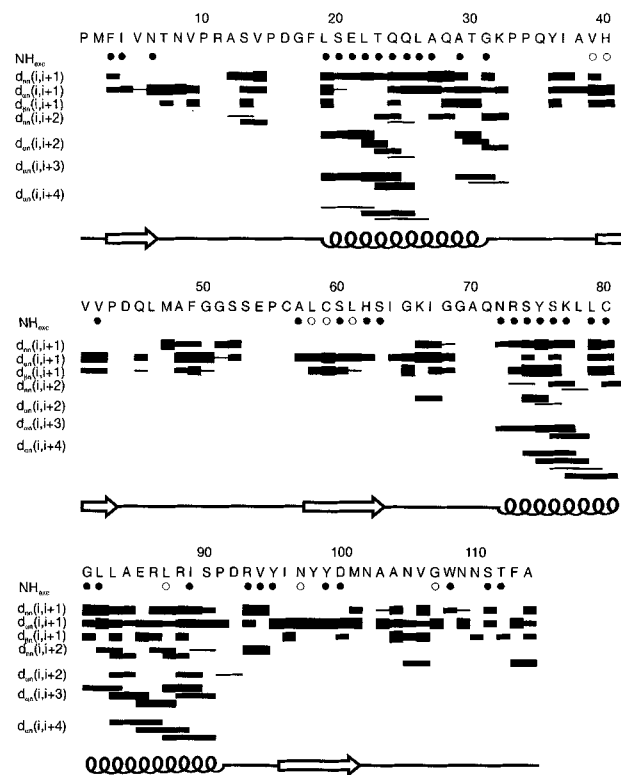 10 20 30 40
P M F I V N T N V P R A S V P D G F L S E L T Q Q L A Q A T G K P P Q Y I A V H
NHexc
dnn(i,i+1)
dαn(i,i+1)
dβn(i,i+1)
dnn(i,i+2)
dαn(i,i+2)
dαn(i,i+3)
dαn(i,i+4)
50 60 70 80
V V P D Q L M A F G G S S E P C A L C S L H S I G K I G G A Q N R S Y S K L L C
NHexc
dnn(i,i+1)
dαn(i,i+1)
dβn(i,i+1)
dnn(i,i+2)
dαn(i,i+2)
dαn(i,i+3)
dαn(i,i+4)
90 100 110
G L L A E R L R I S P D R V Y I N Y Y D M N A A N V G W N N S T F A
NHexc
dnn(i,i+1)
dαn(i,i+1)
dβn(i,i+1)
dnn(i,i+2)
dαn(i,i+2)
dαn(i,i+3)
dαn(i,i+4)